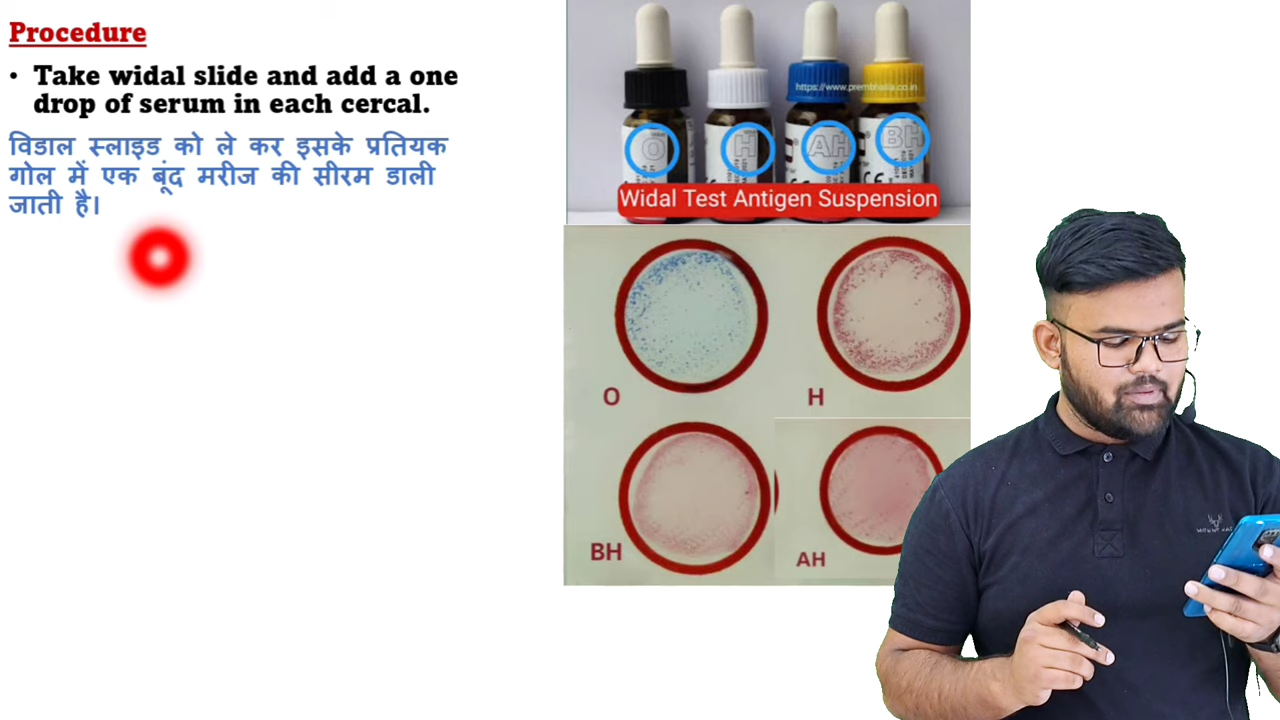 Procedure
• Take widal slide and add a one
drop of serum in each cercal.
विडाल स्लाइड को ले कर इसके प्रतियक
गोल में एक बूंद मरीज की सीरम डाली
जाती है।
https://www.prembhalla.co.in
O H AH BH
Widal Test Antigen Suspension
O H
BH AH